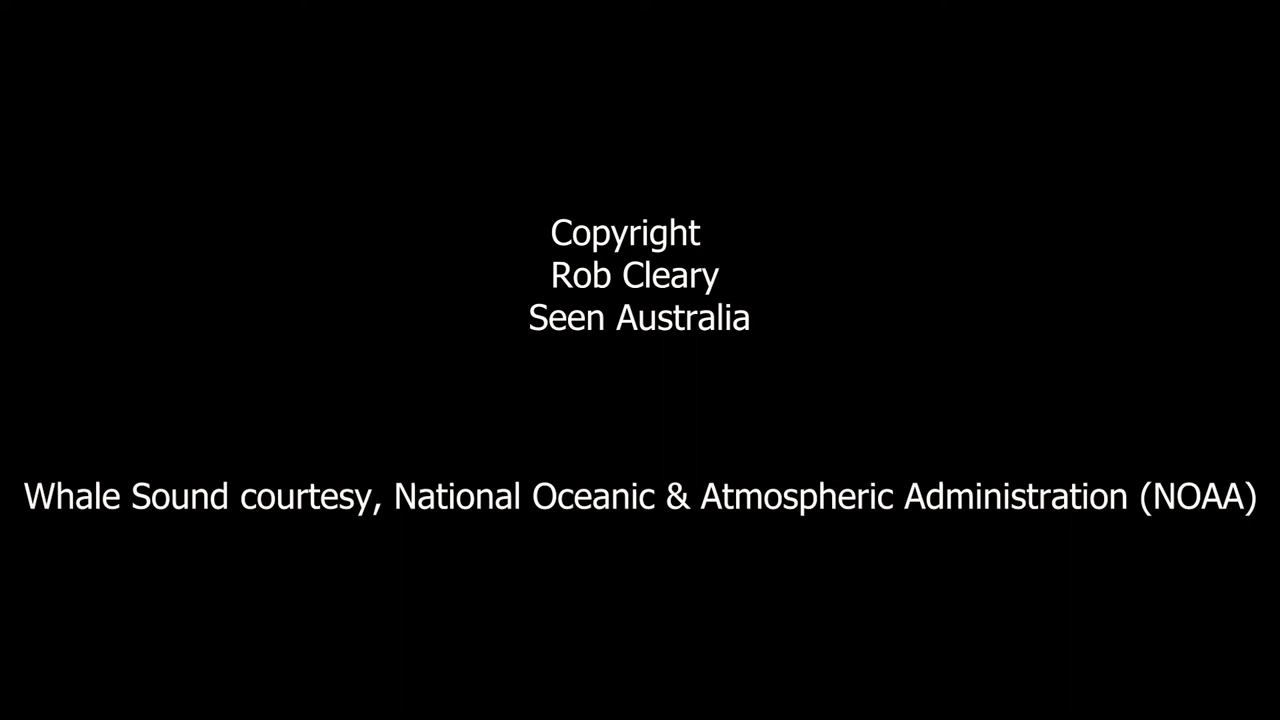 Copyright
Rob Cleary
Seen Australia
Whale Sound courtesy, National Oceanic & Atmospheric Administration (NOAA)